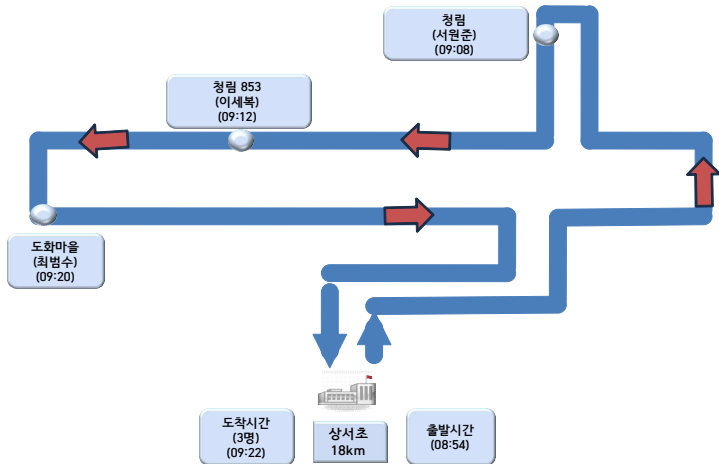 청림
(서원준)
(09:08)
청림 853
(이세복)
(09:12)
도화마을
(최범수)
(09:20)
도착시간
(3명)
(09:22)
상서초
18km
출발시간
(08:54)